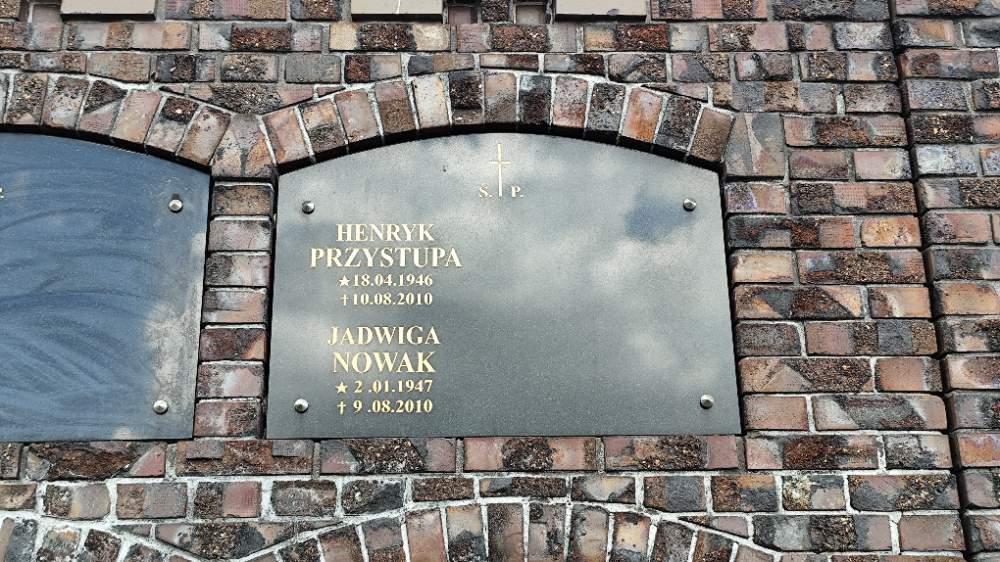 Ś. P.
HENRYK
PRZYSTUPA
★18.04.1946
†10.08.2010
JADWIGA
NOWAK
★ 2 .01.1947
† 9 .08.2010